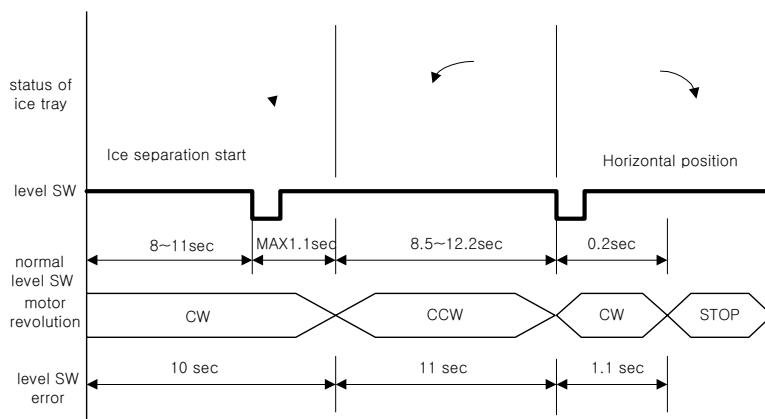 status of
ice tray
Ice separation start
Horizontal position
level SW
8~11sec
MAX1.1sec
8.5~12.2sec
0.2sec
normal
level SW
motor
revolution
CW
CCW
CW
STOP
10 sec
11 sec
1.1 sec
level SW
error